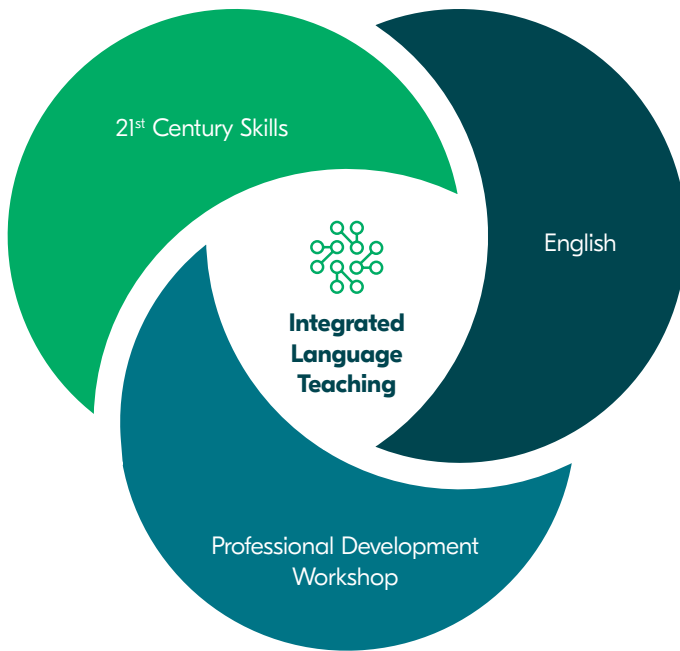 21st Century Skills
English
Integrated
Language
Teaching
Professional Development
Workshop